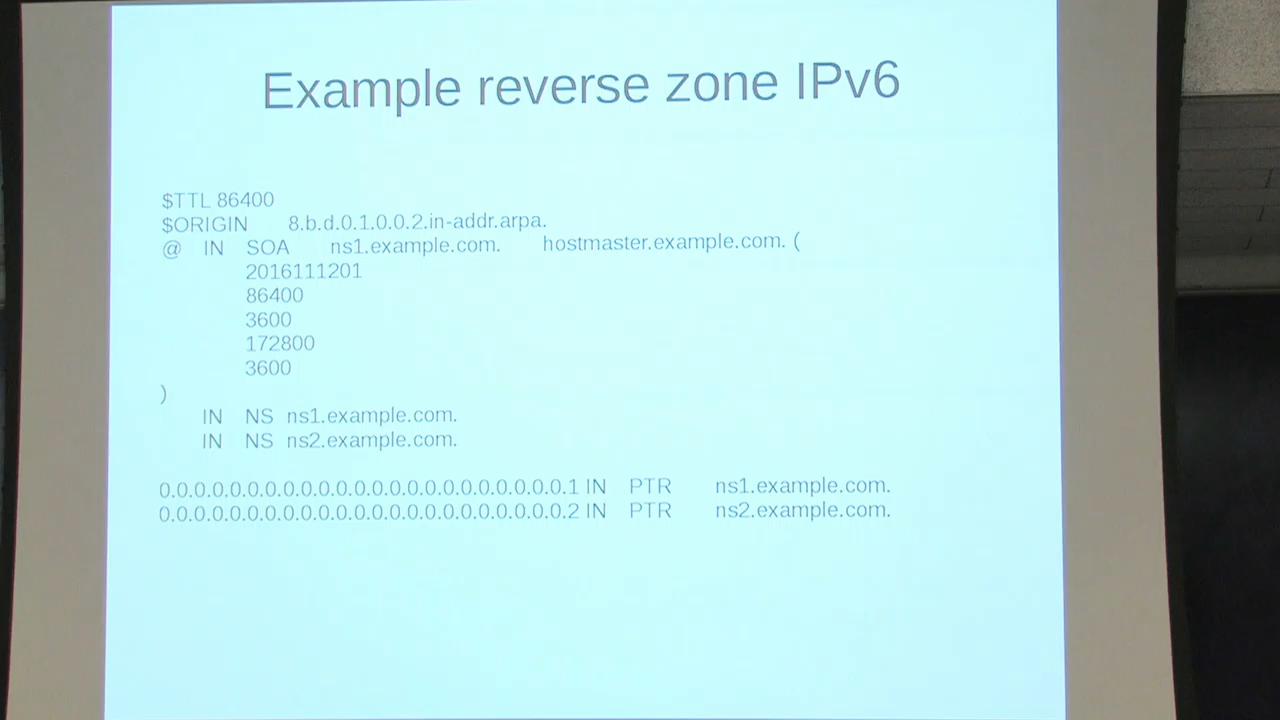 Example reverse zone IPv6
$TTL 86400
$ORIGIN 8.b.d.0.1.0.0.2.in-addr.arpa.
@ IN SOA ns1.example.com. hostmaster.example.com. (
2016111201
86400
3600
172800
3600
)
IN NS ns1.example.com.
IN NS ns2.example.com.
0.0.0.0.0.0.0.0.0.0.0.0.0.0.0.0.0.0.0.0.0.0.0.1 IN PTR ns1.example.com.
0.0.0.0.0.0.0.0.0.0.0.0.0.0.0.0.0.0.0.0.0.0.0.2 IN PTR ns2.example.com.